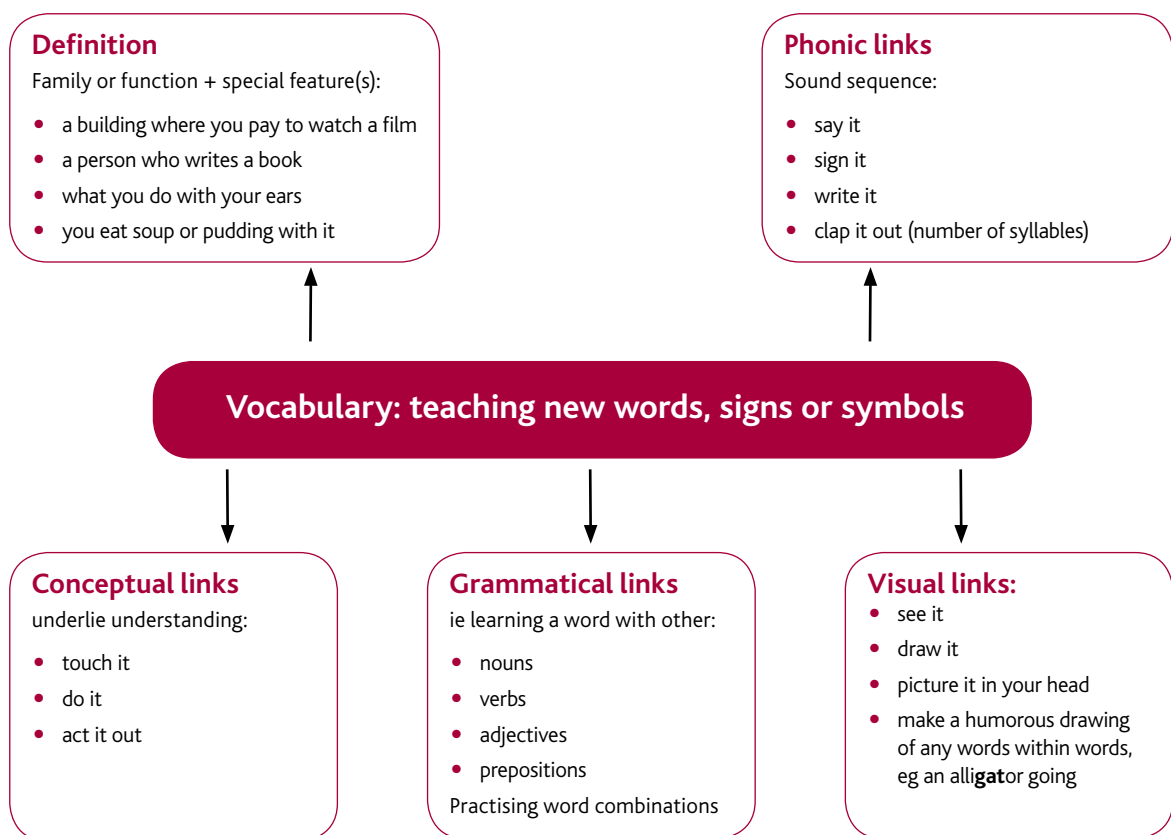 Definition
Family or function + special feature(s):
• a building where you pay to watch a film
• a person who writes a book
• what you do with your ears
• you eat soup or pudding with it
Phonic links
Sound sequence:
• say it
• sign it
• write it
• clap it out (number of syllables)
Vocabulary: teaching new words, signs or symbols
Conceptual links
underlie understanding:
• touch it
• do it
• act it out
Grammatical links
ie learning a word with other:
• nouns
• verbs
• adjectives
• prepositions
Practising word combinations
Visual links:
• see it
• draw it
• picture it in your head
• make a humorous drawing
of any words within words,
eg an alligator going